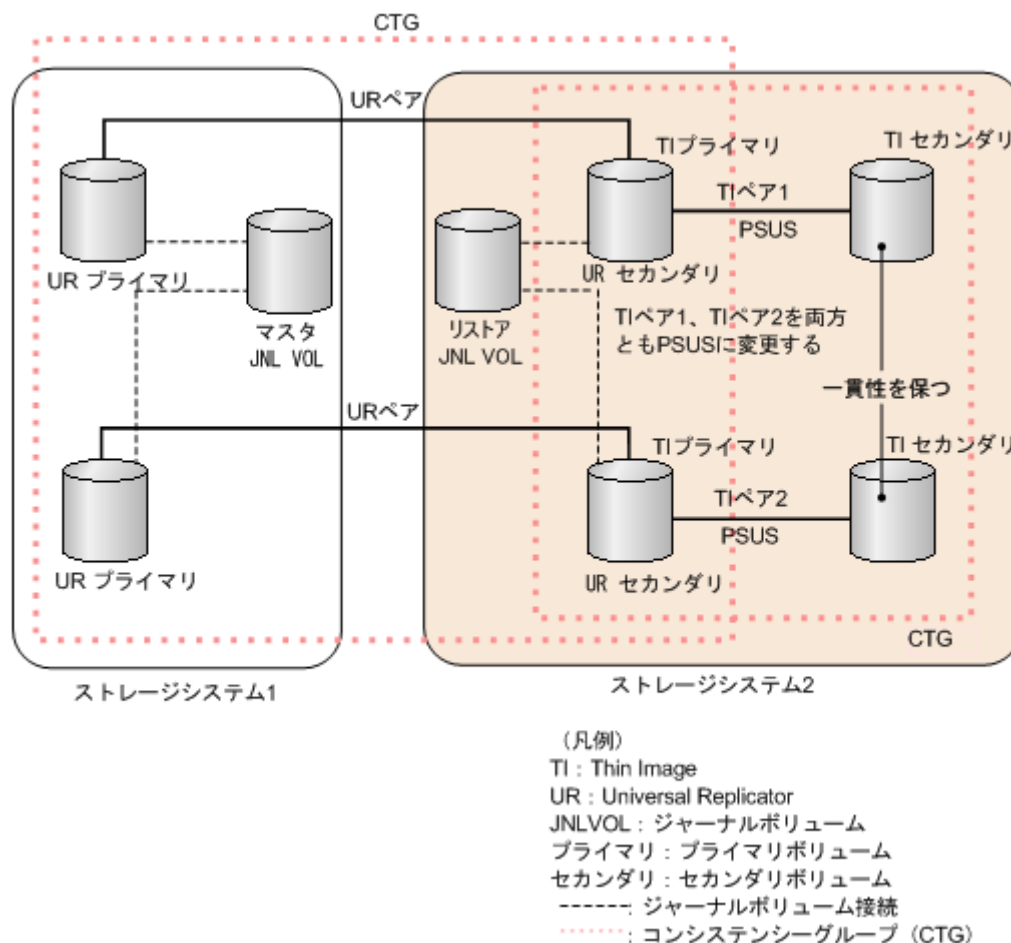 CTG
URペア
TIプライマリ
TI セカンダリ
TIペア1
PSUS
UR プライマリ
マスタ
JNL VOL
リストア
JNL VOL
UR セカンダリ
TIペア1、TIペア2を両方
ともPSUSに変更する
一貫性を保つ
URペア
TIプライマリ
TI セカンダリ
TIペア2
PSUS
UR プライマリ
UR セカンダリ
CTG
ストレージシステム1
ストレージシステム2
（凡例）
TI : Thin Image
UR : Universal Replicator
JNLVOL : ジャーナルボリューム
プライマリ : プライマリボリューム
セカンダリ : セカンダリボリューム
: ジャーナルボリューム接続
: コンシステンシーグループ（CTG）